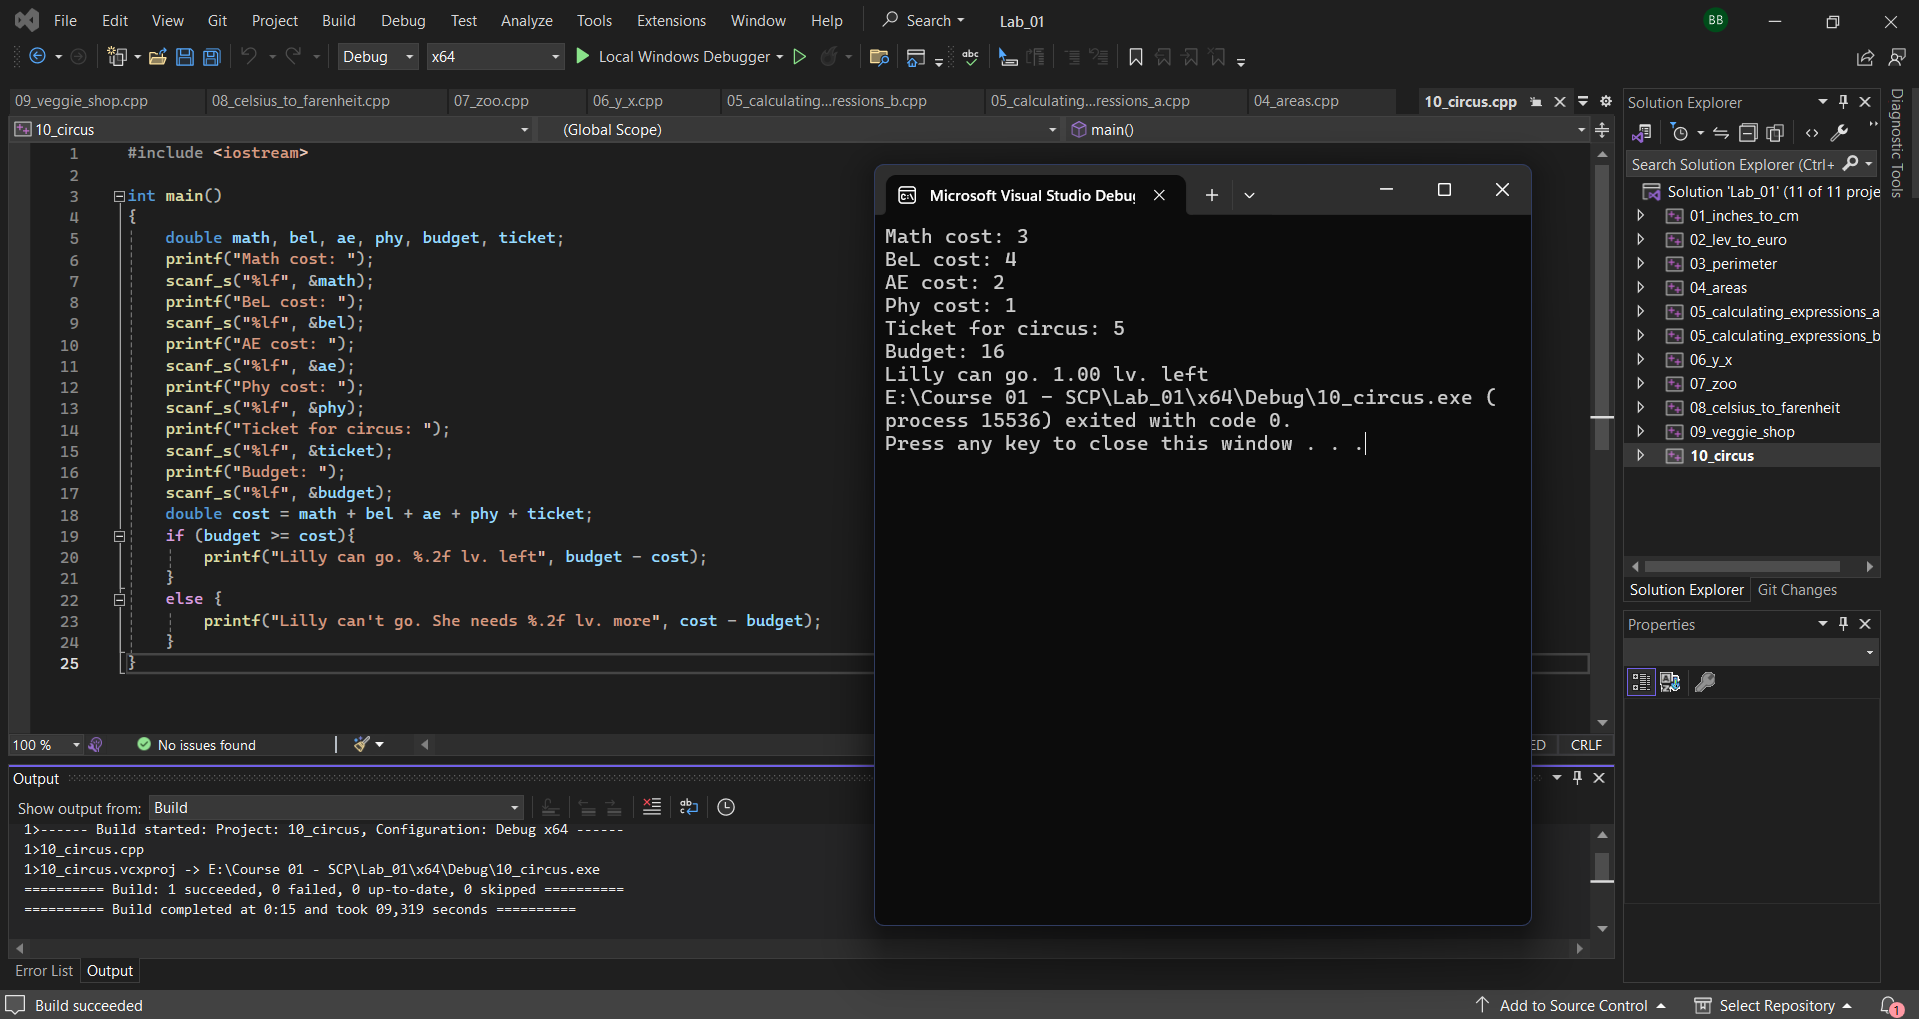 File Edit View Git Project Build Debug Test Analyze Tools Extensions Window Help Search Lab_01 BB
Debug x64 Local Windows Debugger abc
09_veggie_shop.cpp 08_celsius_to_farenheit.cpp 07_zoo.cpp 06_y_x.cpp 05_calculating...ressions_b.cpp 05_calculating...ressions_a.cpp 04_areas.cpp 10_circus.cpp
10_circus (Global Scope) main()
1 #include <iostream>
2
3 int main()
4 {
5 double math, bel, ae, phy, budget, ticket;
6 printf("Math cost: ");
7 scanf_s("%lf", &math);
8 printf("BeL cost: ");
9 scanf_s("%lf", &bel);
10 printf("AE cost: ");
11 scanf_s("%lf", &ae);
12 printf("Phy cost: ");
13 scanf_s("%lf", &phy);
14 printf("Ticket for circus: ");
15 scanf_s("%lf", &ticket);
16 printf("Budget: ");
17 scanf_s("%lf", &budget);
18 double cost = math + bel + ae + phy + ticket;
19 if (budget >= cost){
20 printf("Lilly can go. %.2f lv. left", budget - cost);
21 }
22 else {
23 printf("Lilly can't go. She needs %.2f lv. more", cost - budget);
24 }
25 }
100 % No issues found
ED CRLF
Microsoft Visual Studio Debug
Math cost: 3
BeL cost: 4
AE cost: 2
Phy cost: 1
Ticket for circus: 5
Budget: 16
Lilly can go. 1.00 lv. left
E:\Course 01 - SCP\Lab_01\x64\Debug\10_circus.exe (
process 15536) exited with code 0.
Press any key to close this window . . .
Solution Explorer
Search Solution Explorer (Ctrl+
Solution 'Lab_01' (11 of 11 proje
01_inches_to_cm
02_lev_to_euro
03_perimeter
04_areas
05_calculating_expressions_a
05_calculating_expressions_b
06_y_x
07_zoo
08_celsius_to_farenheit
09_veggie_shop
10_circus
Solution Explorer Git Changes
Properties
Diagnostic Tools
Output
Show output from: Build
1>------ Build started: Project: 10_circus, Configuration: Debug x64 ------
1>10_circus.cpp
1>10_circus.vcxproj -> E:\Course 01 - SCP\Lab_01\x64\Debug\10_circus.exe
========== Build: 1 succeeded, 0 failed, 0 up-to-date, 0 skipped ==========
========== Build completed at 0:15 and took 09,319 seconds ==========
Error List Output
Build succeeded Add to Source Control Select Repository 1